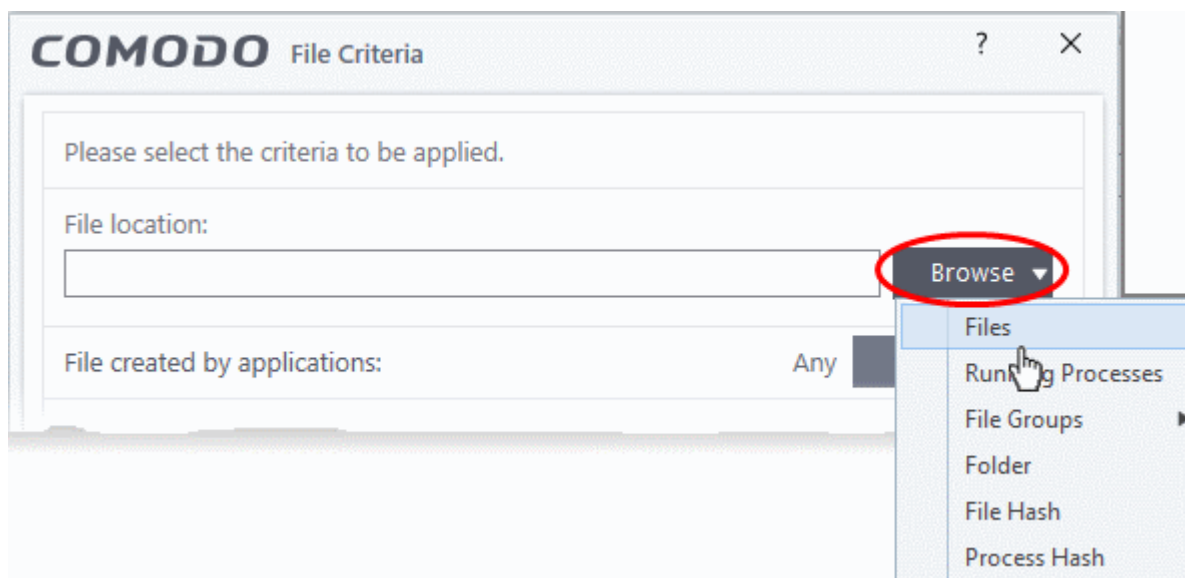 COMODO File Criteria ?
Please select the criteria to be applied.
File location:
Browse
Files
File created by applications: Any
Running Processes
File Groups
Folder
File Hash
Process Hash